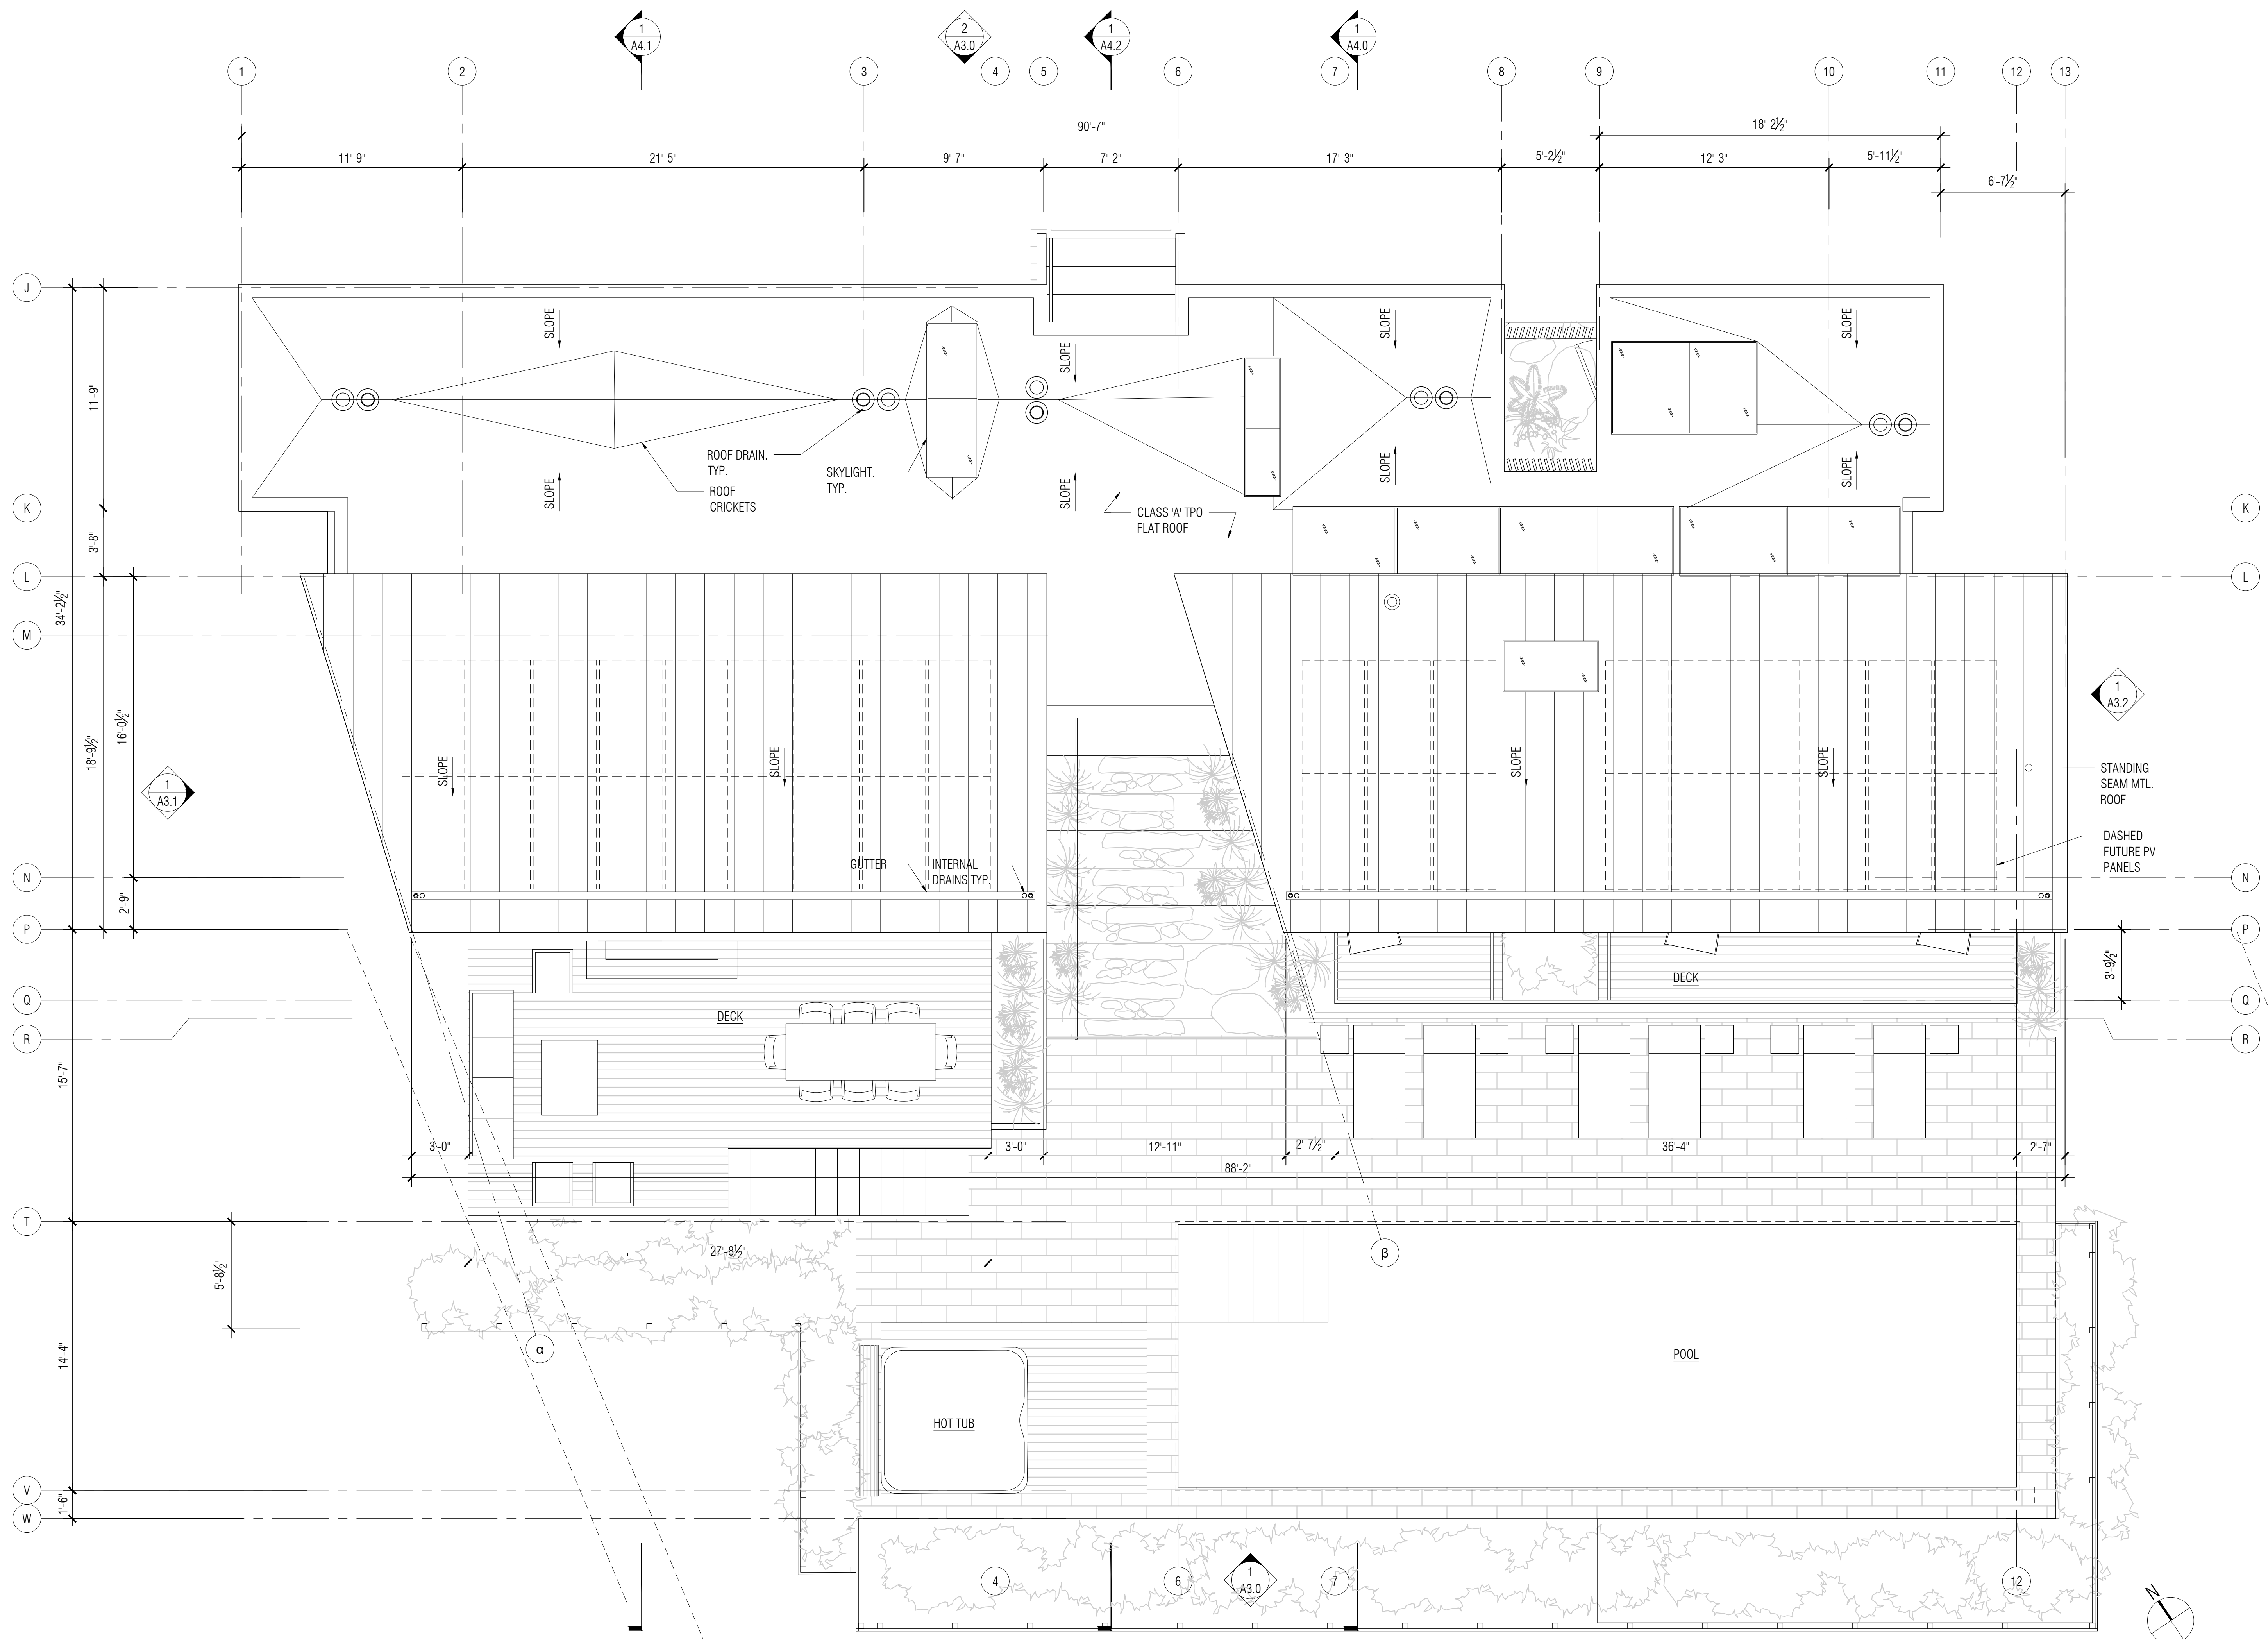 1
A4.1
2
A3.0
1
A4.2
1
A4.0
1
2
3
4
5
6
7
8
9
10
11
12
13
90'-7"
18'-2½"
11'-9"
21'-5"
9'-7"
7'-2"
17'-3"
5'-2½"
12'-3"
5'-11½"
6'-7½"
J
SLOPE
SLOPE
SLOPE
SLOPE
11'-9"
ROOF DRAIN.
TYP.
SKYLIGHT.
TYP.
ROOF
CRICKETS
SLOPE
SLOPE
SLOPE
SLOPE
CLASS 'A' TPO
FLAT ROOF
K
K
3'-8"
L
L
34'-2½"
M
1
A3.2
16'-0½"
18'-9½"
1
A3.1
SLOPE
SLOPE
SLOPE
SLOPE
STANDING
SEAM MTL.
ROOF
DASHED
FUTURE PV
PANELS
GUTTER
INTERNAL
DRAINS TYP.
N
N
2'-9"
P
P
3'-9½"
DECK
Q
Q
DECK
R
R
15'-7"
3'-0"
3'-0"
12'-11"
2'-7½"
36'-4"
2'-7"
88'-2"
T
27'-8½"
β
5'-8½"
α
14'-4"
POOL
HOT TUB
V
1'-6"
W
4
6
1
A3.0
7
12
N